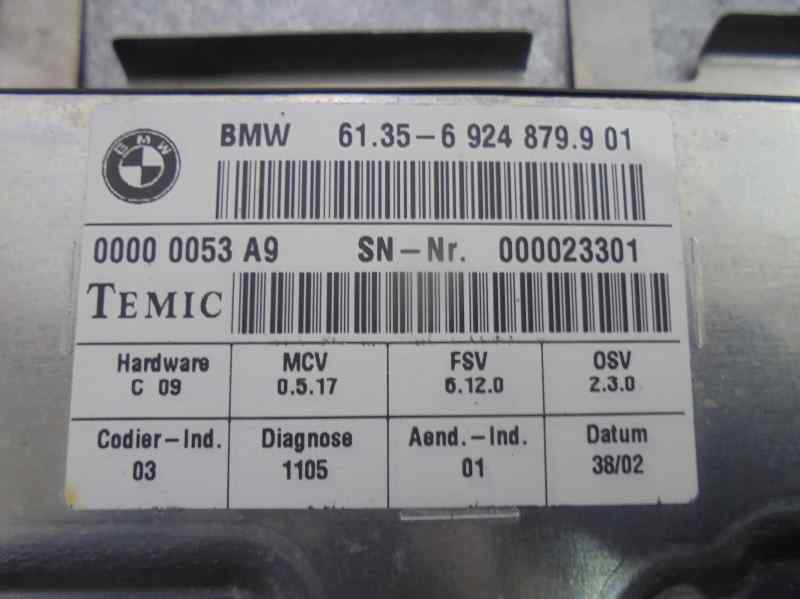 BMW 61.35-6 924 879.9 01
BMW
0000 0053 A9 SN-Nr. 000023301
TEMIC
Hardware MCV FSV OSV
C 09 0.5.17 6.12.0 2.3.0
Codier-Ind. Diagnose Aend.-Ind. Datum
03 1105 01 38/02